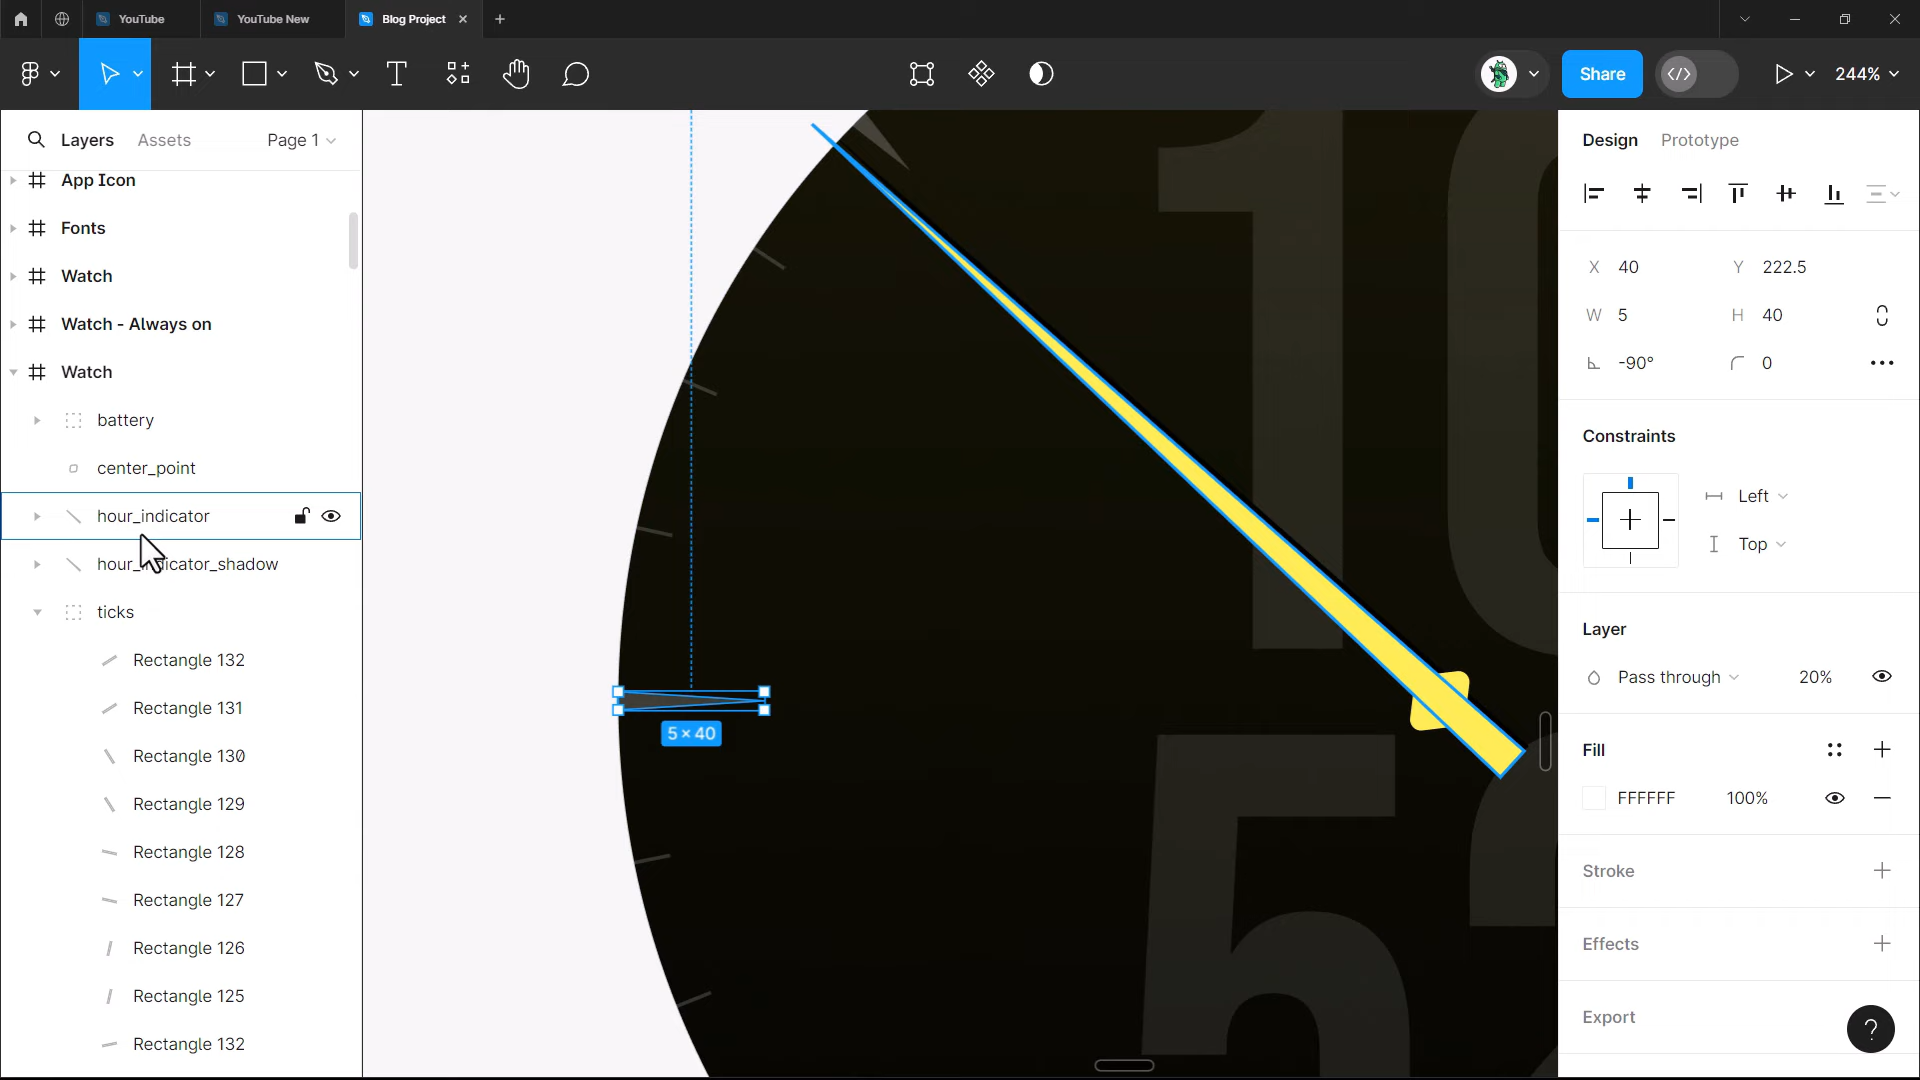 YouTube
YouTube New
Blog Project
Share
244%
Layers
Assets
Page 1
App Icon
Fonts
Watch
Watch - Always on
Watch
battery
center_point
hour_indicator
hour_indicator_shadow
ticks
Rectangle 132
Rectangle 131
Rectangle 130
Rectangle 129
Rectangle 128
Rectangle 127
Rectangle 126
Rectangle 125
Rectangle 132
10
5
5 × 40
Design
Prototype
X 40
Y 222.5
W 5
H 40
-90°
0
Constraints
Left
Top
Layer
Pass through
20%
Fill
FFFFFF
100%
Stroke
Effects
Export
?